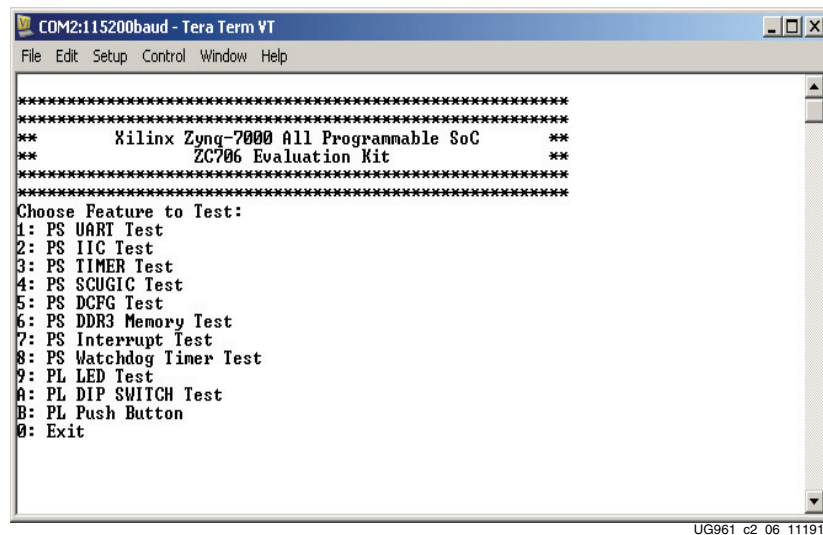 COM2:115200baud - Tera Term VT
File Edit Setup Control Window Help
*********************************************************
*********************************************************
** Xilinx Zynq-7000 All Programmable SoC **
** ZC706 Evaluation Kit **
*********************************************************
*********************************************************
Choose Feature to Test:
1: PS UART Test
2: PS IIC Test
3: PS TIMER Test
4: PS SCUGIC Test
5: PS DCFG Test
6: PS DDR3 Memory Test
7: PS Interrupt Test
8: PS Watchdog Timer Test
9: PL LED Test
A: PL DIP SWITCH Test
B: PL Push Button
0: Exit
UG961 c2 06 11191